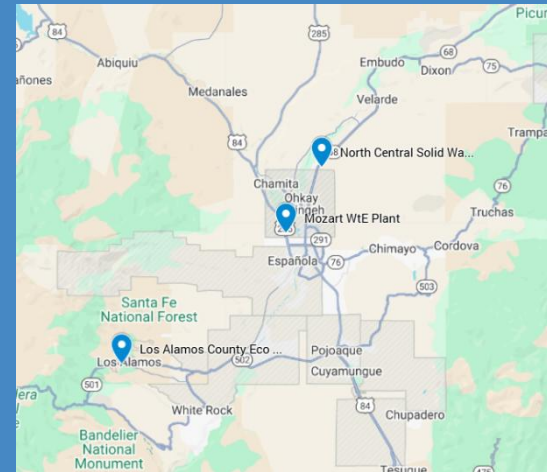 Picur
84
285
68
Embudo
Abiquiu
Dixon
75
añones
Medanales
Velarde
Trampa
84
68
North Central Solid Wa...
Chamita
76
Ohkay
Truchas
Mozart WtE Plant
291
Chimayo
Cordova
Española
76
503
Santa Fe
National Forest
Los Alamos County Eco ...
Pojoaque
Los Alamos
502
Cuyamungue
501
White Rock
84
Chupadero
Bandelier
National
Monument
Tesuque